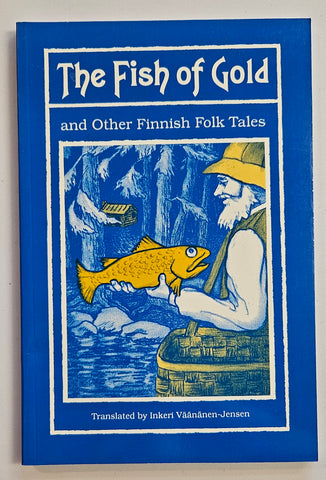 The Fish of Gold
and Other Finnish Folk Tales
Translated by Inkeri Väänänen-Jensen